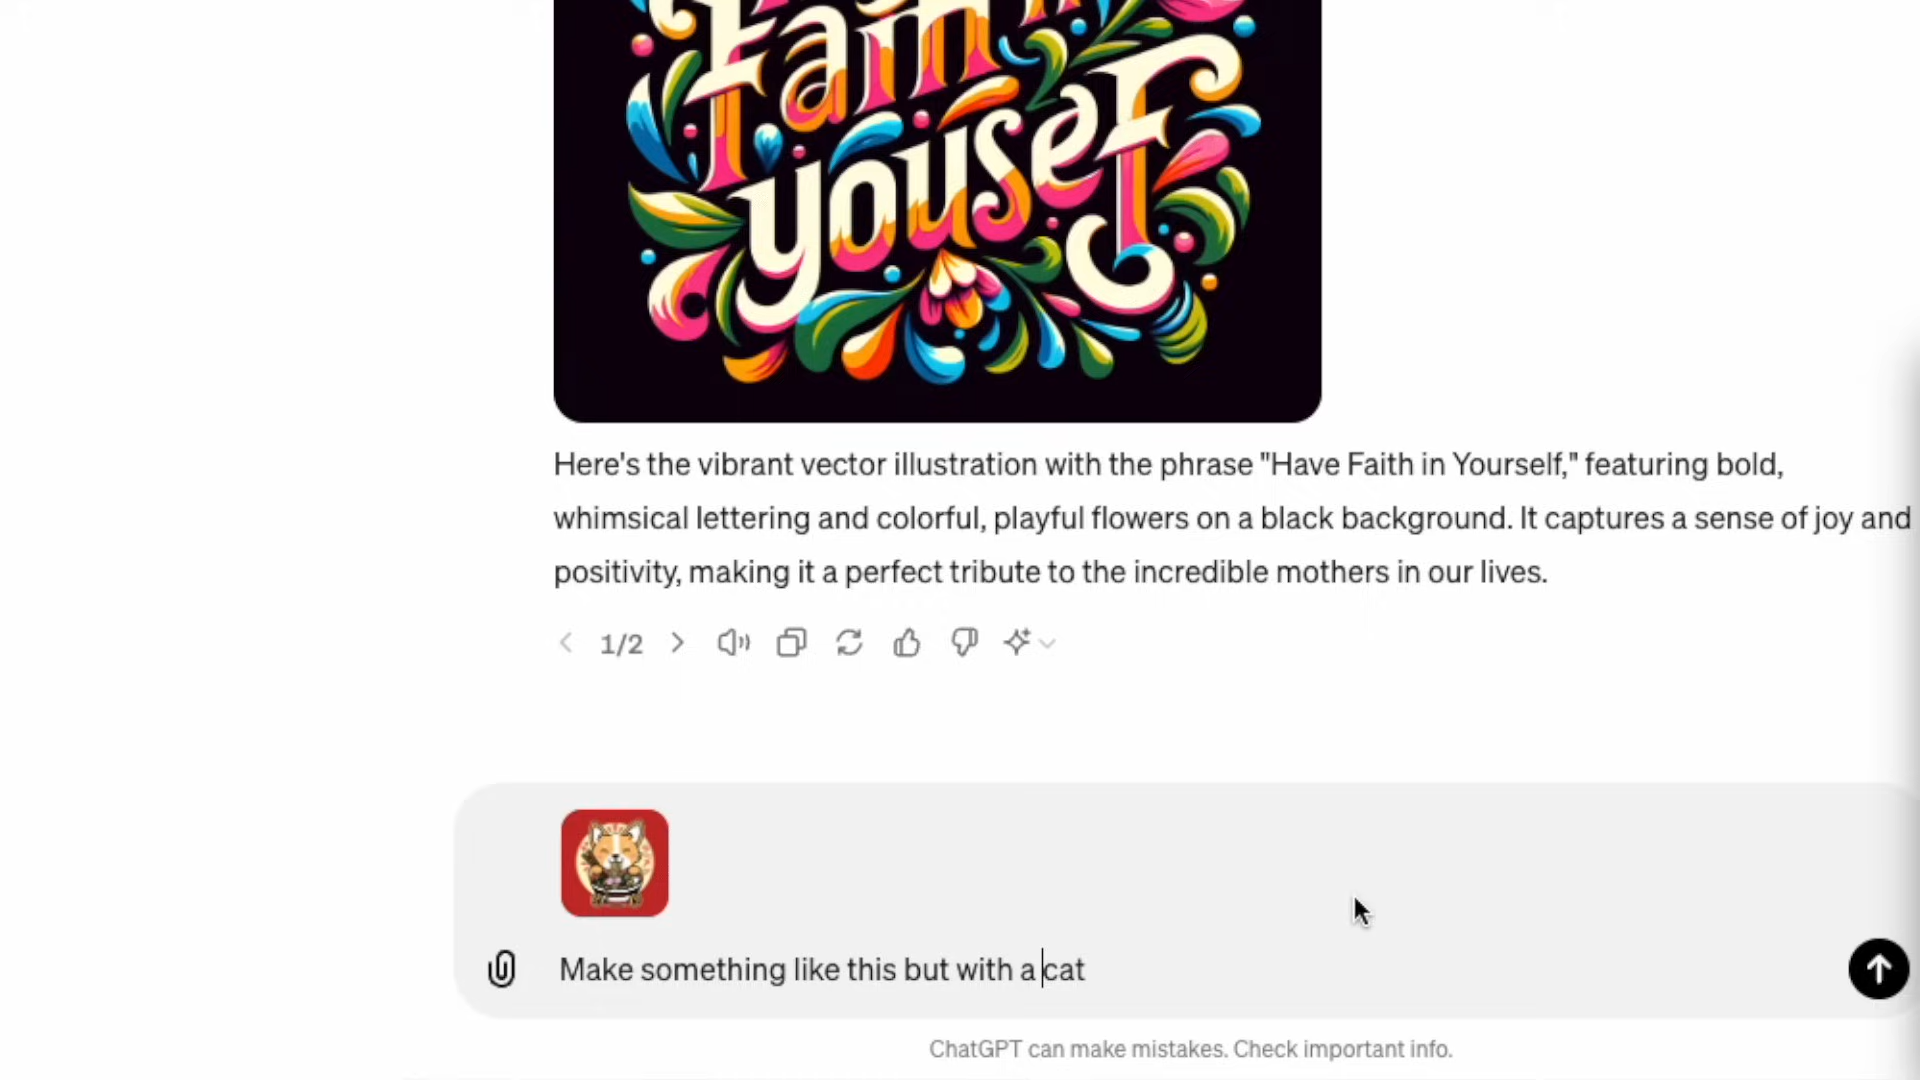 Faith in
youseF
Here's the vibrant vector illustration with the phrase "Have Faith in Yourself," featuring bold,
whimsical lettering and colorful, playful flowers on a black background. It captures a sense of joy and
positivity, making it a perfect tribute to the incredible mothers in our lives.
1/2
Make something like this but with a cat
ChatGPT can make mistakes. Check important info.